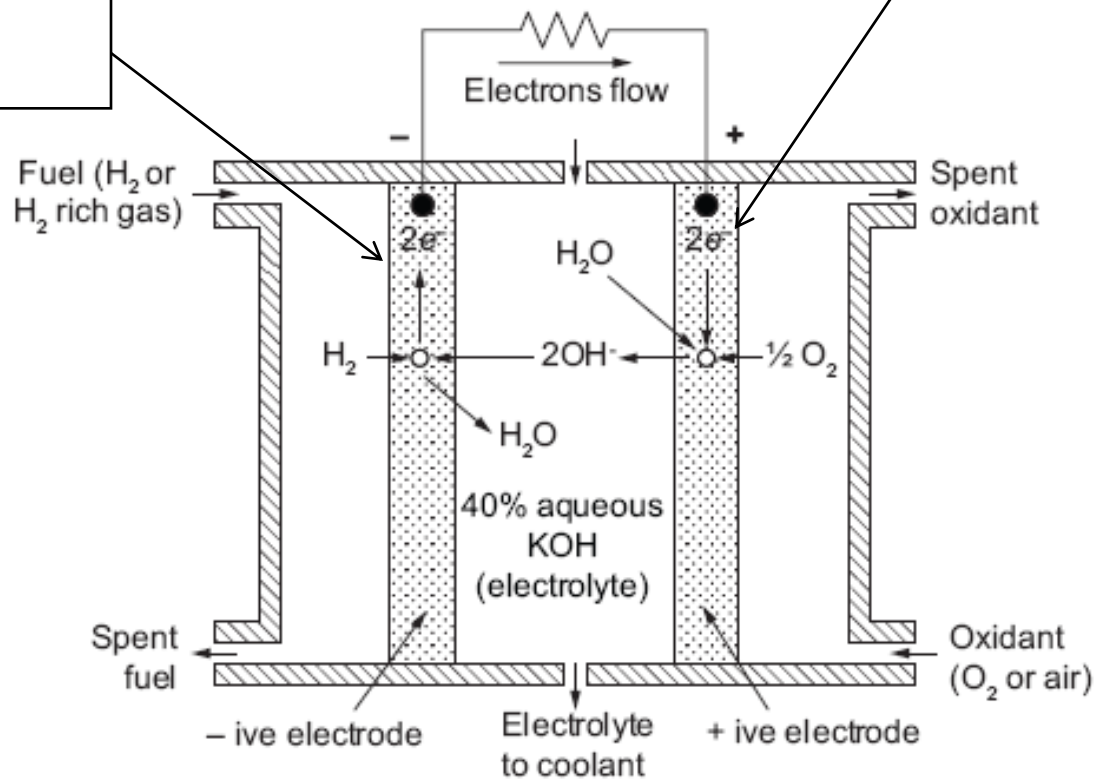 Electrons flow
–
+
Fuel (H₂ or
H₂ rich gas)
Spent
oxidant
2e⁻
2e⁻
H₂O
H₂
2OH⁻
½ O₂
H₂O
40% aqueous
KOH
(electrolyte)
Spent
fuel
Oxidant
(O₂ or air)
– ive electrode
Electrolyte
to coolant
+ ive electrode